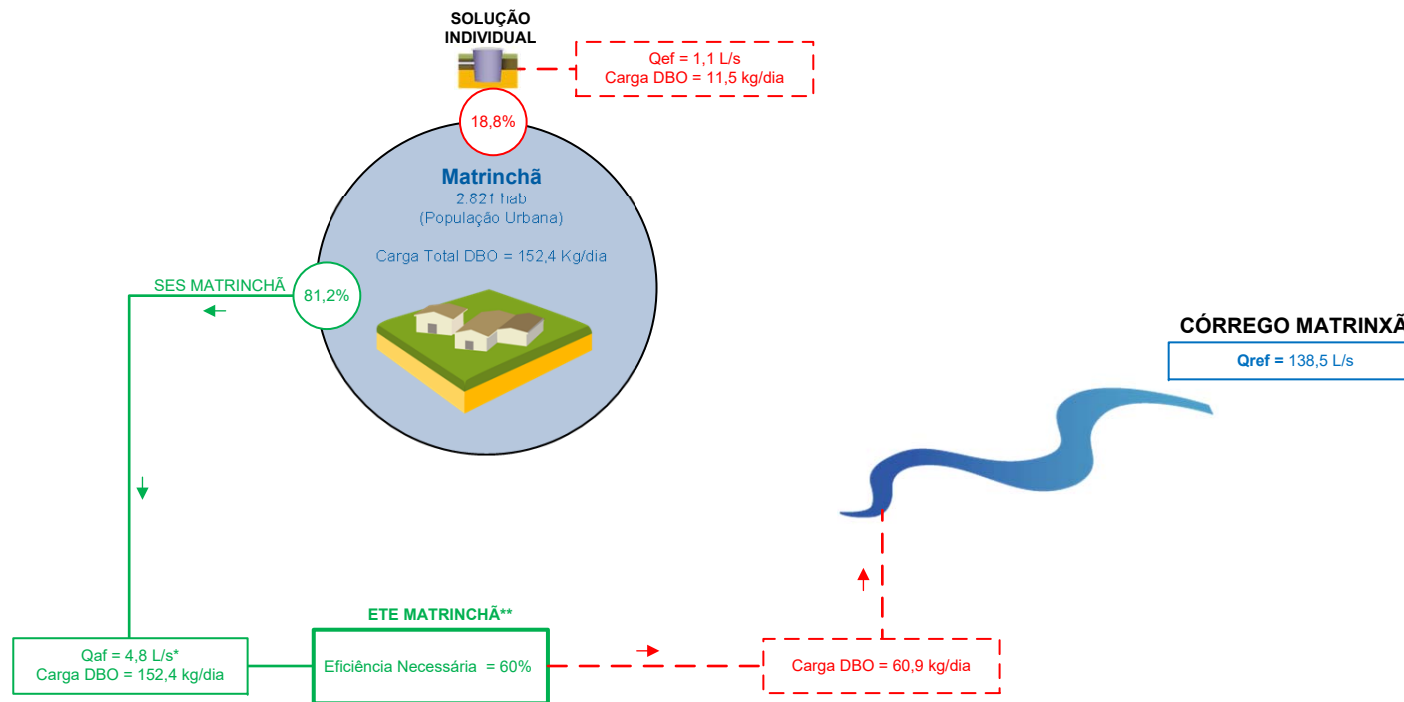 SOLUÇÃO
INDIVIDUAL
Qef = 1,1 L/s
Carga DBO = 11,5 kg/dia
18,8%
Matrinchã
2.821 hab
(População Urbana)
Carga Total DBO = 152,4 Kg/dia
SES MATRINCHÃ
81,2%
CÓRREGO MATRINXÃ
Qref = 138,5 L/s
ETE MATRINCHÃ**
Qaf = 4,8 L/s*
Carga DBO = 152,4 kg/dia
Eficiência Necessária = 60%
Carga DBO = 60,9 kg/dia